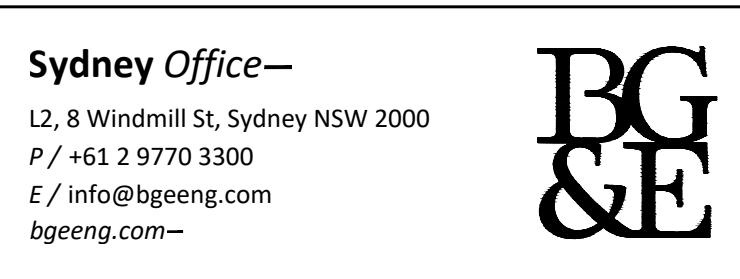 Sydney Office—
L2, 8 Windmill St, Sydney NSW 2000
P / +61 2 9770 3300
E / info@bgeeng.com
bgeeng.com—
BG
&E